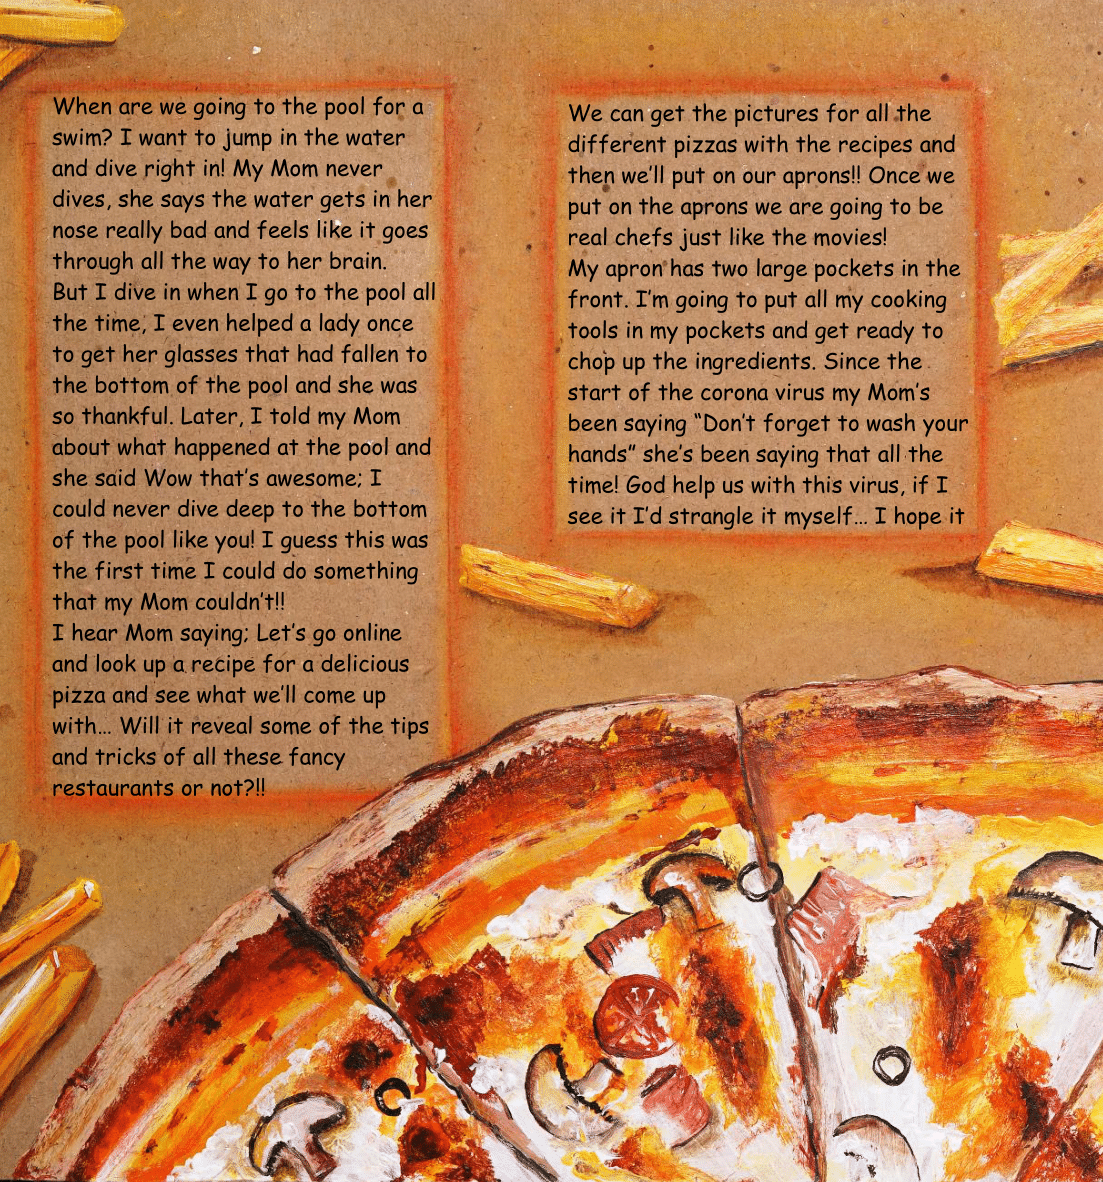 When are we going to the pool for a
swim? I want to jump in the water
and dive right in! My Mom never
dives, she says the water gets in her
nose really bad and feels like it goes
through all the way to her brain.
But I dive in when I go to the pool all
the time, I even helped a lady once
to get her glasses that had fallen to
the bottom of the pool and she was
so thankful. Later, I told my Mom
about what happened at the pool and
she said Wow that's awesome; I
could never dive deep to the bottom
of the pool like you! I guess this was
the first time I could do something
that my Mom couldn't!!
I hear Mom saying; Let's go online
and look up a recipe for a delicious
pizza and see what we'll come up
with... Will it reveal some of the tips
and tricks of all these fancy
restaurants or not?!!
We can get the pictures for all the
different pizzas with the recipes and
then we'll put on our aprons!! Once we
put on the aprons we are going to be
real chefs just like the movies!
My apron has two large pockets in the
front. I'm going to put all my cooking
tools in my pockets and get ready to
chop up the ingredients. Since the
start of the corona virus my Mom's
been saying “Don't forget to wash your
hands” she's been saying that all the
time! God help us with this virus, if I
see it I'd strangle it myself... I hope it